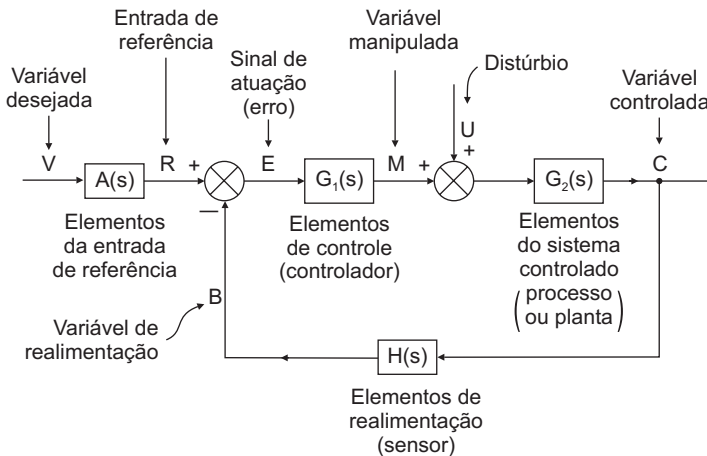 Entrada
de referência
Variável
manipulada
Sinal de
atuação
(erro)
Distúrbio
Variável
desejada
Variável
controlada
V
A(s)
R
+
E
G₁(s)
M
+
U
+
G₂(s)
C
—
Elementos
da entrada
de referência
Elementos
de controle
(controlador)
Elementos
do sistema
controlado
(processo
ou planta)
B
Variável de
realimentação
H(s)
Elementos de
realimentação
(sensor)